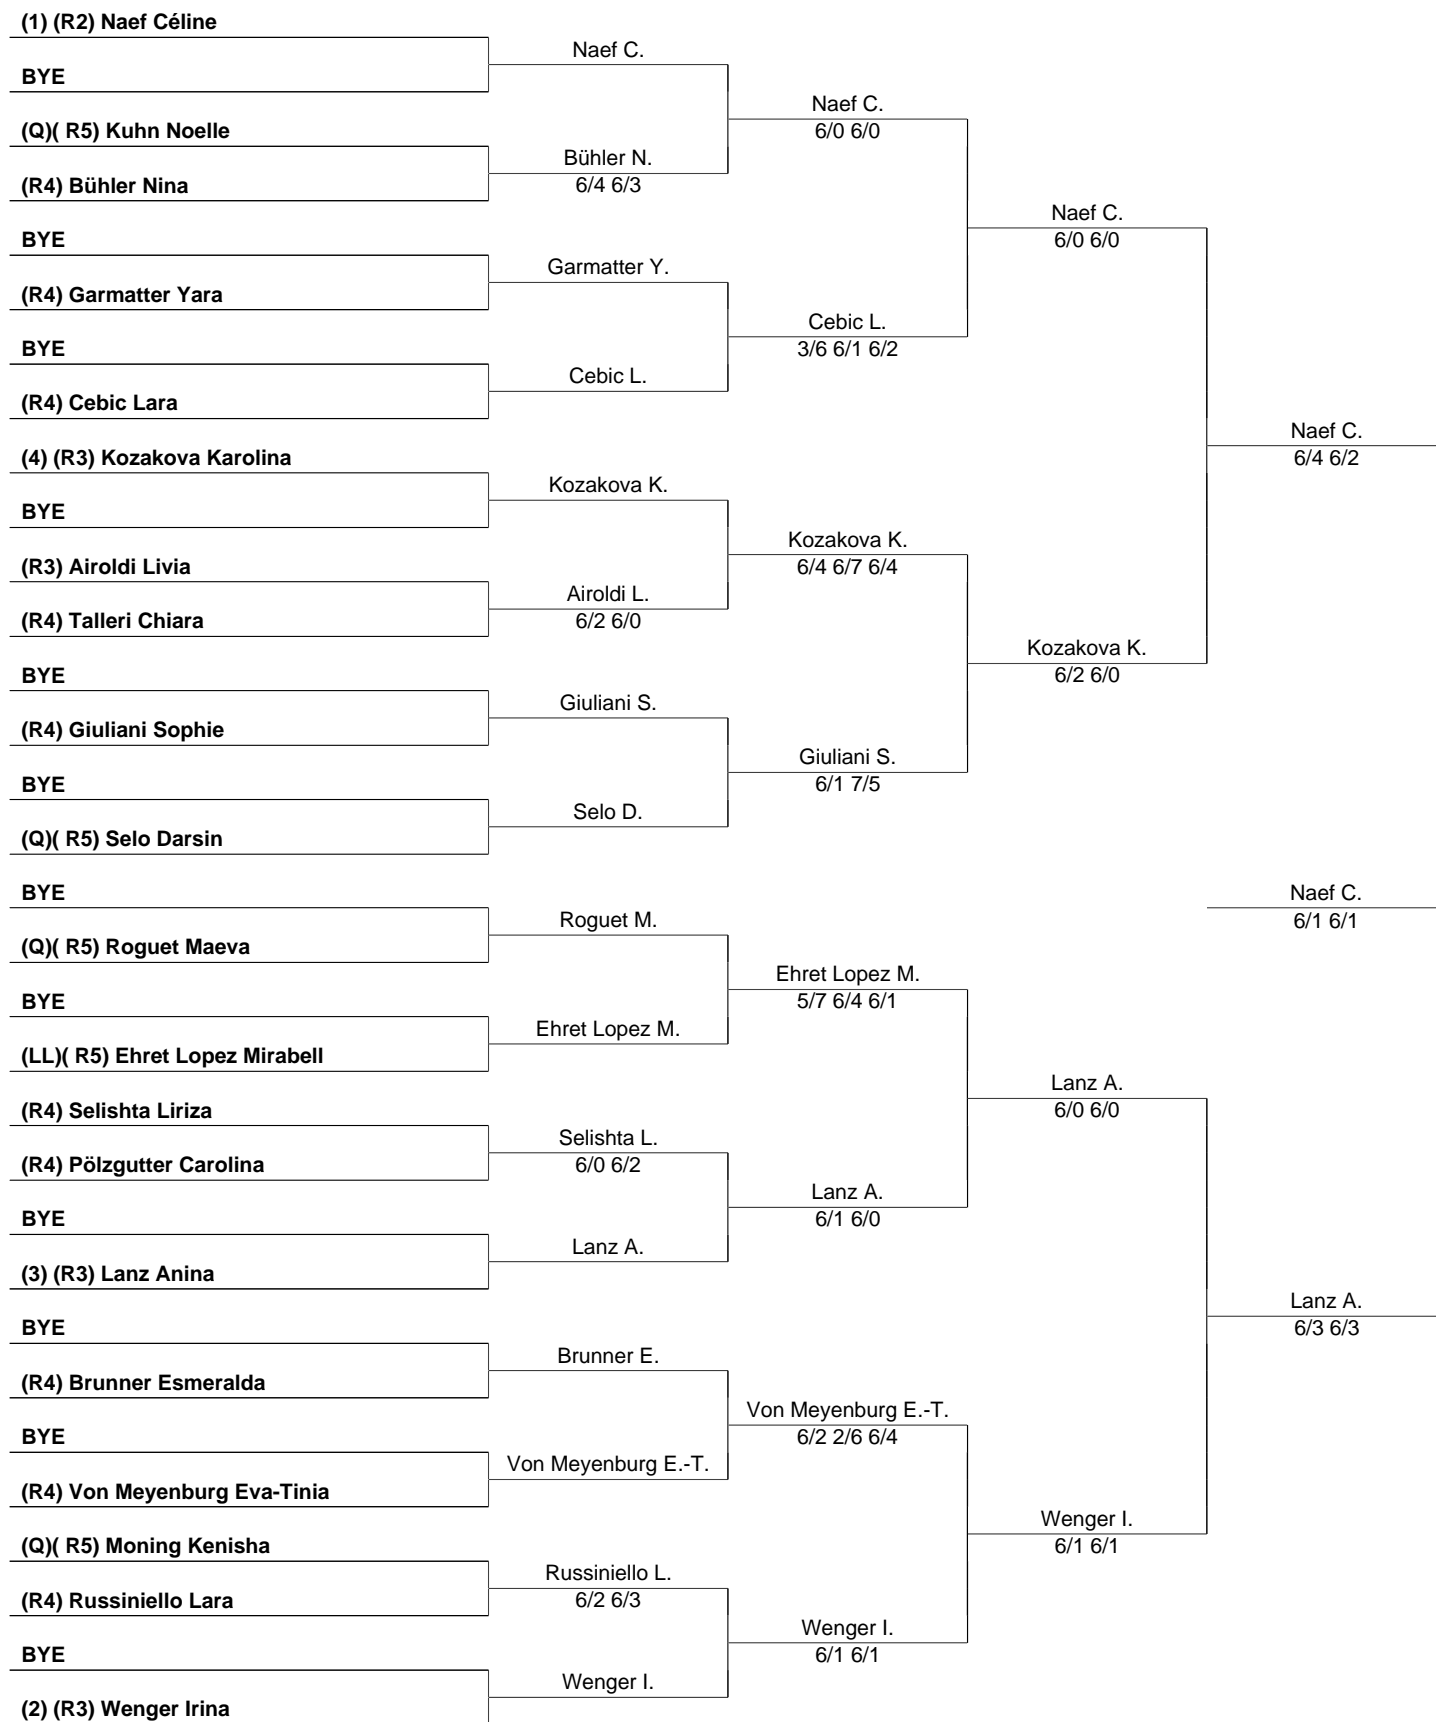 (1) (R2) Naef Céline
BYE
(Q)( R5) Kuhn Noelle
(R4) Bühler Nina
BYE
(R4) Garmatter Yara
BYE
(R4) Cebic Lara
(4) (R3) Kozakova Karolina
BYE
(R3) Airoldi Livia
(R4) Talleri Chiara
BYE
(R4) Giuliani Sophie
BYE
(Q)( R5) Selo Darsin
BYE
(Q)( R5) Roguet Maeva
BYE
(LL)( R5) Ehret Lopez Mirabell
(R4) Selishta Liriza
(R4) Pölzgutter Carolina
BYE
(3) (R3) Lanz Anina
BYE
(R4) Brunner Esmeralda
BYE
(R4) Von Meyenburg Eva-Tinia
(Q)( R5) Moning Kenisha
(R4) Russiniello Lara
BYE
(2) (R3) Wenger Irina
Naef C.
Bühler N.
6/4 6/3
Garmatter Y.
Cebic L.
Kozakova K.
Airoldi L.
6/2 6/0
Giuliani S.
Selo D.
Roguet M.
Ehret Lopez M.
Selishta L.
6/0 6/2
Lanz A.
Brunner E.
Von Meyenburg E.-T.
Russiniello L.
6/2 6/3
Wenger I.
Naef C.
6/0 6/0
Cebic L.
3/6 6/1 6/2
Kozakova K.
6/4 6/7 6/4
Giuliani S.
6/1 7/5
Ehret Lopez M.
5/7 6/4 6/1
Lanz A.
6/1 6/0
Von Meyenburg E.-T.
6/2 2/6 6/4
Wenger I.
6/1 6/1
Naef C.
6/0 6/0
Kozakova K.
6/2 6/0
Lanz A.
6/0 6/0
Wenger I.
6/1 6/1
Naef C.
6/4 6/2
Lanz A.
6/3 6/3
Naef C.
6/1 6/1